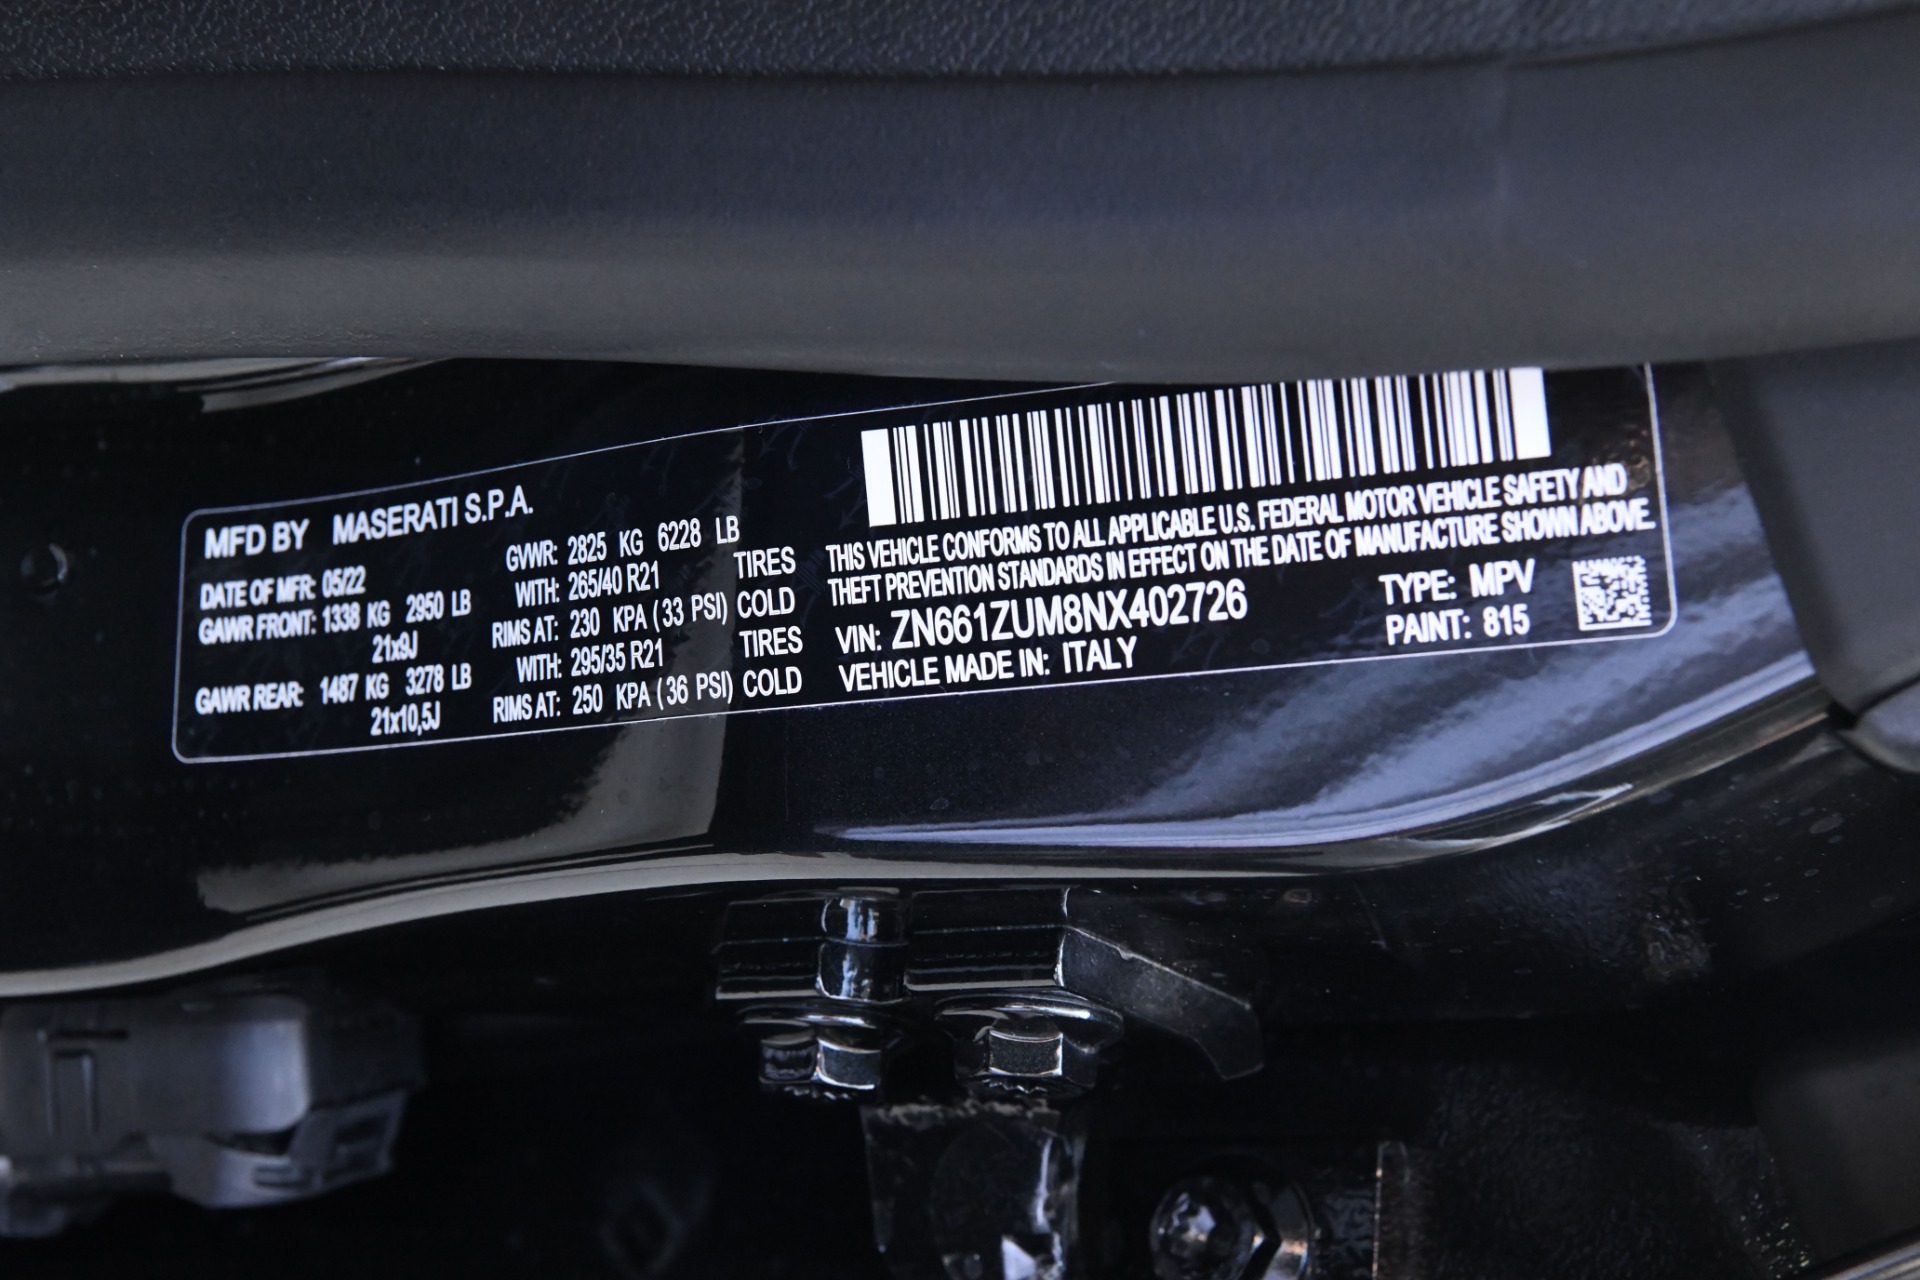 MFD BY MASERATI S.P.A.
DATE OF MFR: 05/22 GVWR: 2825 KG 6228 LB
GAWR FRONT: 1338 KG 2950 LB WITH: 265/40 R21 TIRES
21x9J RIMS AT: 230 KPA (33 PSI) COLD
GAWR REAR: 1487 KG 3278 LB WITH: 295/35 R21 TIRES
21x10,5J RIMS AT: 250 KPA (36 PSI) COLD
THIS VEHICLE CONFORMS TO ALL APPLICABLE U.S. FEDERAL MOTOR VEHICLE SAFETY AND
THEFT PREVENTION STANDARDS IN EFFECT ON THE DATE OF MANUFACTURE SHOWN ABOVE.
VIN: ZN661ZUM8NX402726 TYPE: MPV
VEHICLE MADE IN: ITALY PAINT: 815